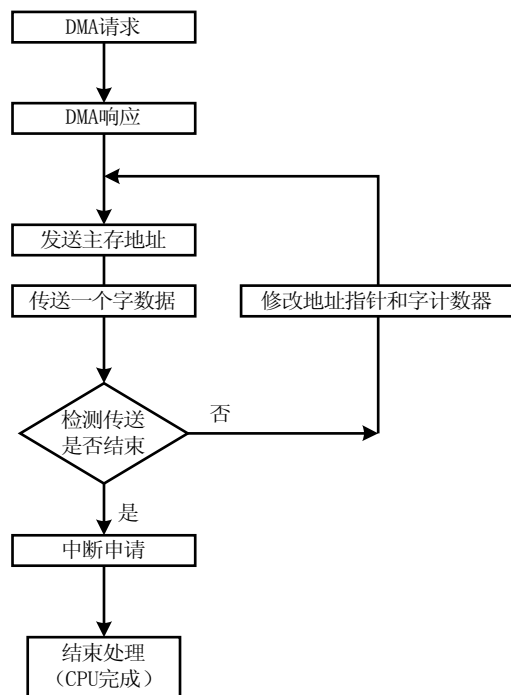 DMA请求
DMA响应
发送主存地址
传送一个字数据
修改地址指针和字计数器
检测传送
是否结束
否
是
中断申请
结束处理
（CPU完成）